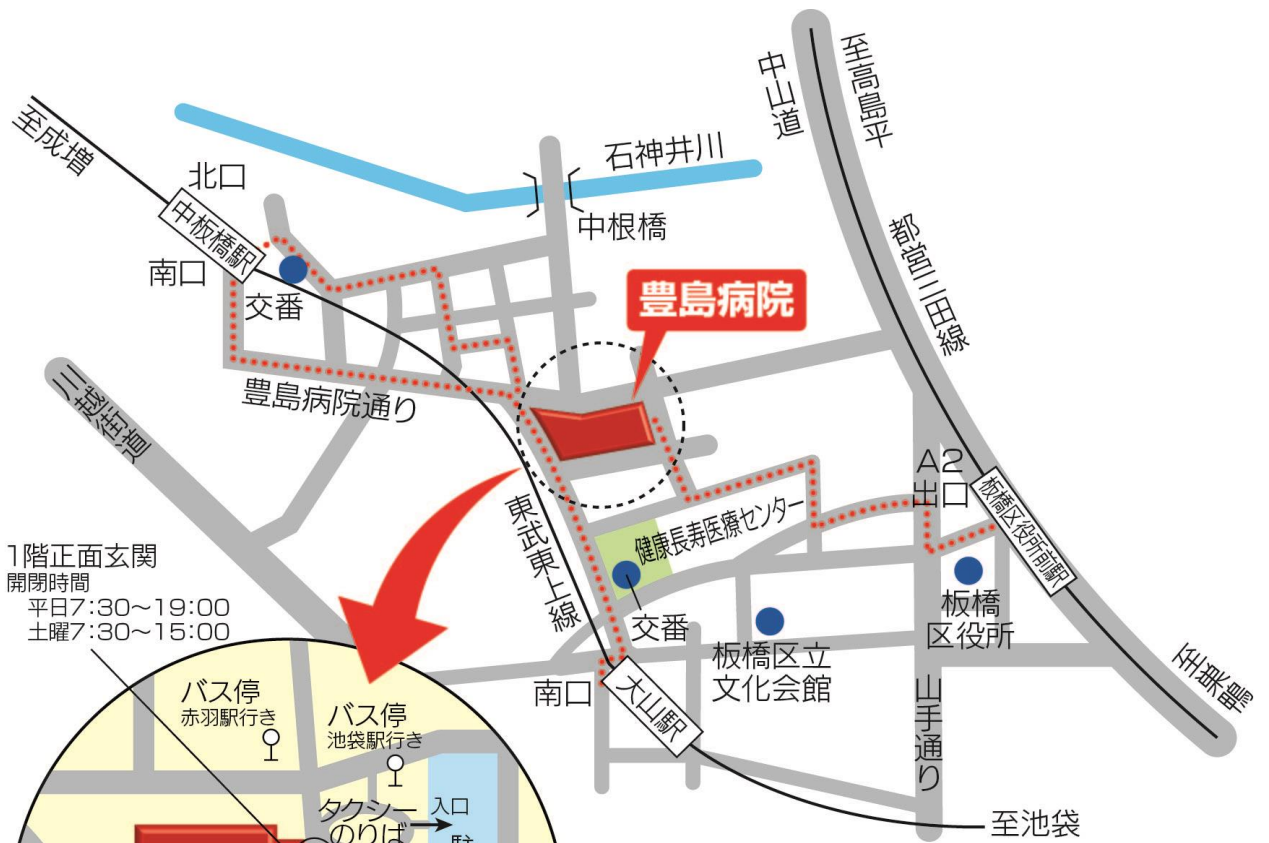 至成増
北口
中板橋駅
南口
交番
石神井川
中根橋
中山道
至高島平
都営三田線
豊島病院
豊島病院通り
川越街道
東武東上線
健康長寿医療センター
A2
出口
板橋区役所前駅
板橋
区役所
交番
板橋区立
文化会館
南口
大山駅
山手通り
至巣鴨
至池袋
1階正面玄関
開閉時間
平日7:30〜19:00
土曜7:30〜15:00
バス停
赤羽駅行き
バス停
池袋駅行き
タクシー
のりば
入口